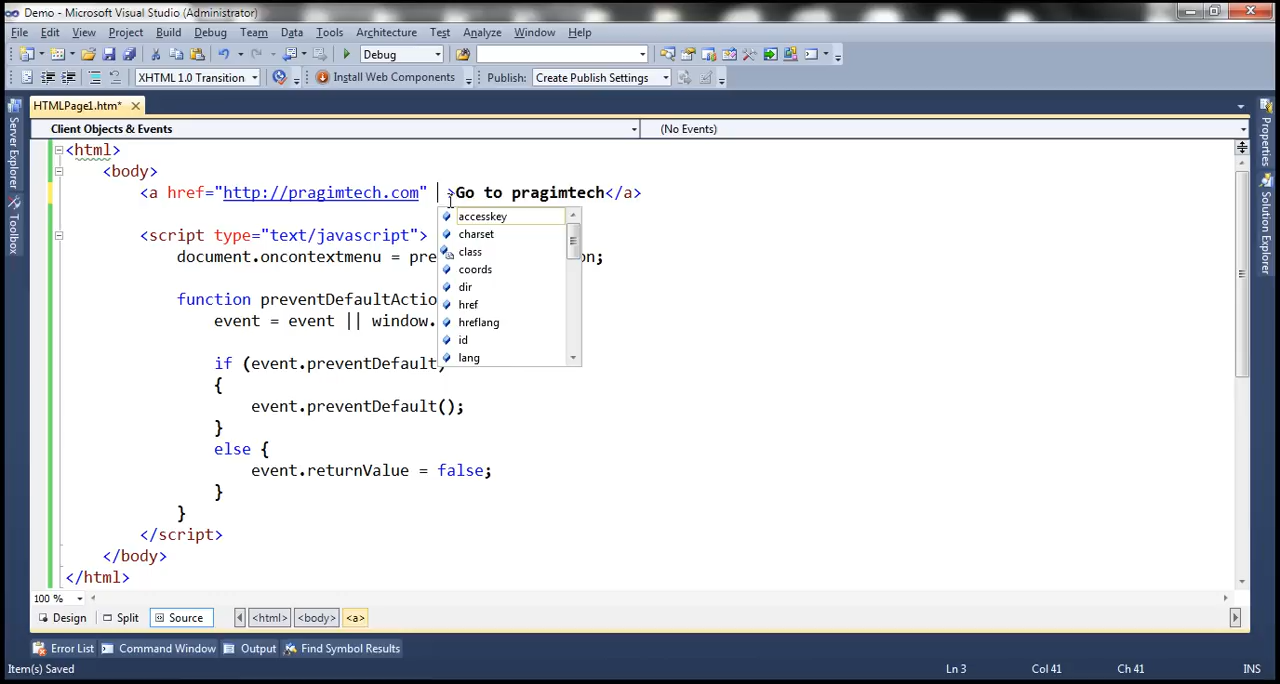 Demo - Microsoft Visual Studio (Administrator)
File Edit View Project Build Debug Team Data Tools Architecture Test Analyze Window Help
Debug
XHTML 1.0 Transition Install Web Components Publish: Create Publish Settings
HTMLPage1.htm*
Client Objects & Events (No Events)
<html>
<body>
<a href="http://pragimtech.com" >Go to pragimtech</a>
accesskey
<script type="text/javascript">
charset
class
document.oncontextmenu = pre on;
coords
dir
function preventDefaultActio
href
event = event || window.
hreflang
id
if (event.preventDefault)
lang
{
event.preventDefault();
}
else {
event.returnValue = false;
}
}
</script>
</body>
</html>
100 %
Design Split Source <html> <body> <a>
Error List Command Window Output Find Symbol Results
Item(s) Saved Ln 3 Col 41 Ch 41 INS
Server Explorer
Toolbox
Properties
Solution Explorer